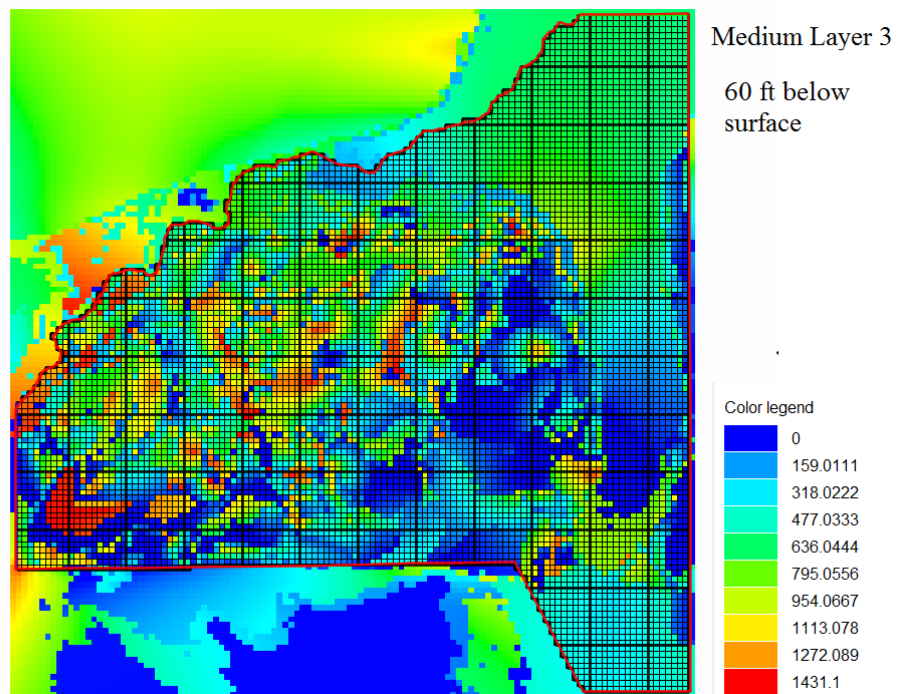 Medium Layer 3
60 ft below
surface
Color legend
0
159.0111
318.0222
477.0333
636.0444
795.0556
954.0667
1113.078
1272.089
1431.1